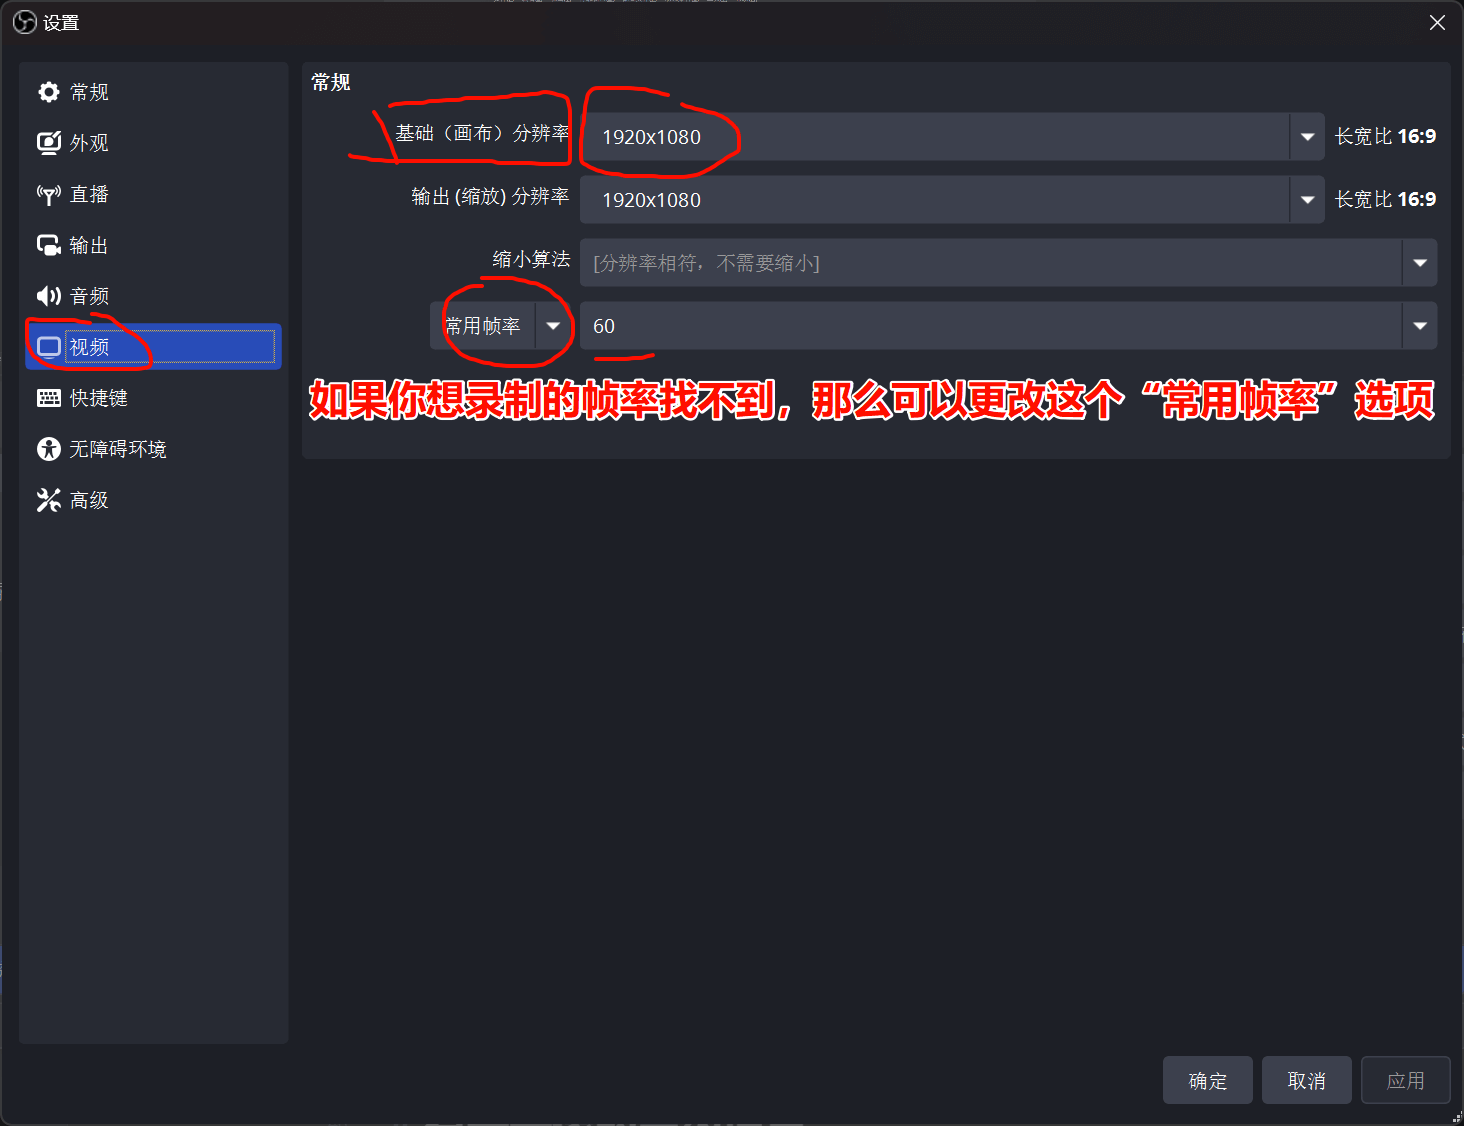 设置
常规
外观
直播
输出
音频
视频
快捷键
无障碍环境
高级
常规
基础（画布）分辨率 1920x1080 长宽比 16:9
输出 (缩放) 分辨率 1920x1080 长宽比 16:9
缩小算法 [分辨率相符，不需要缩小]
常用帧率 60
如果你想录制的帧率找不到，那么可以更改这个“常用帧率”选项
确定 取消 应用